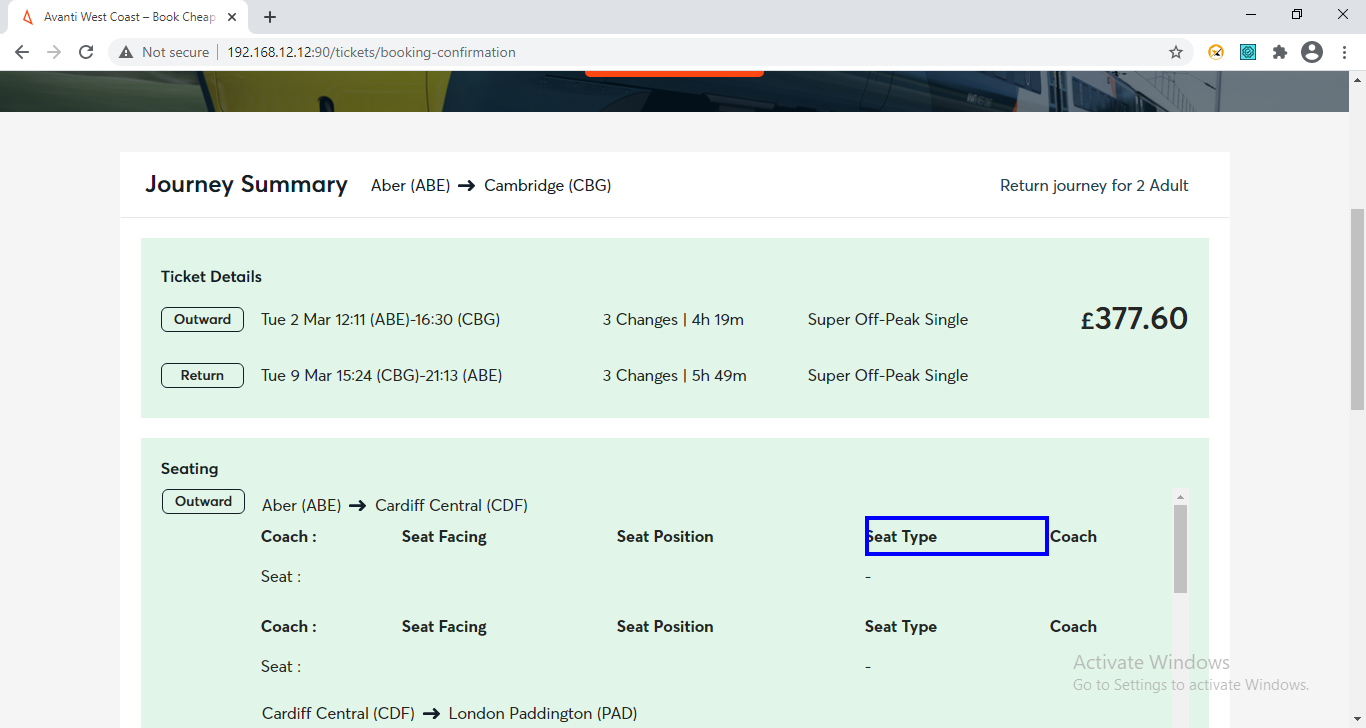 Avanti West Coast – Book Cheap
Not secure | 192.168.12.12:90/tickets/booking-confirmation
Journey Summary Aber (ABE) → Cambridge (CBG) Return journey for 2 Adult
Ticket Details
Outward Tue 2 Mar 12:11 (ABE)-16:30 (CBG) 3 Changes | 4h 19m Super Off-Peak Single £377.60
Return Tue 9 Mar 15:24 (CBG)-21:13 (ABE) 3 Changes | 5h 49m Super Off-Peak Single
Seating
Outward Aber (ABE) → Cardiff Central (CDF)
Coach : Seat Facing Seat Position Seat Type Coach
Seat : -
Coach : Seat Facing Seat Position Seat Type Coach
Seat : -
Cardiff Central (CDF) → London Paddington (PAD)
Activate Windows
Go to Settings to activate Windows.